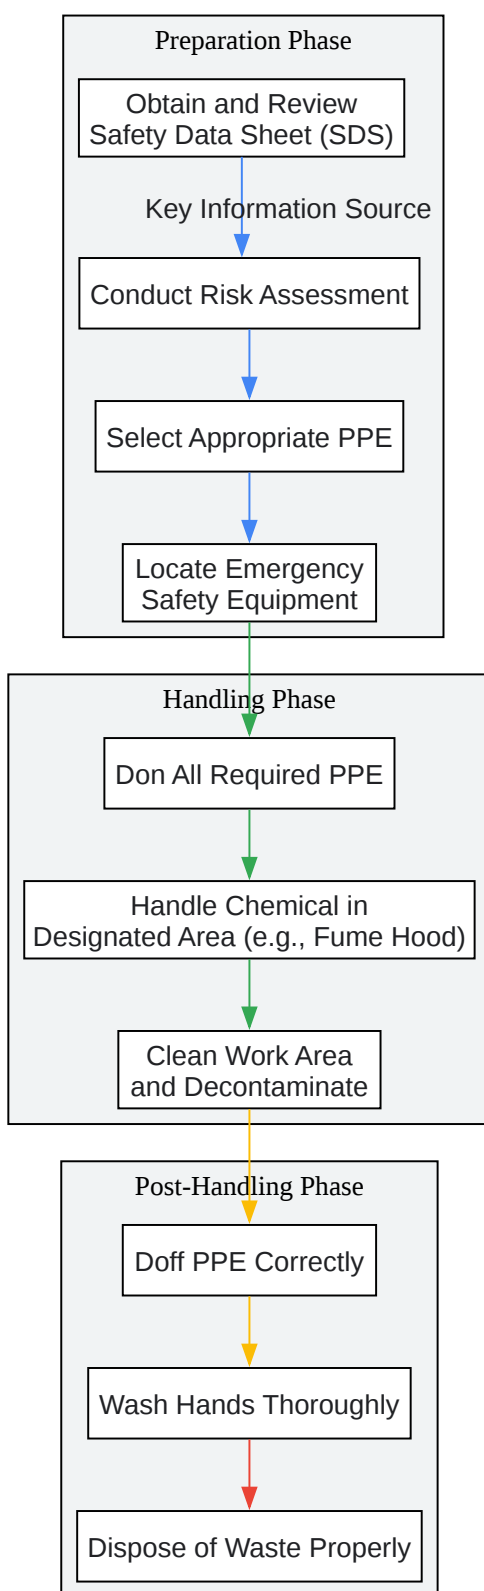 Preparation Phase
Obtain and Review
Safety Data Sheet (SDS)
Key Information Source
Conduct Risk Assessment
Select Appropriate PPE
Locate Emergency
Safety Equipment
Handling Phase
Don All Required PPE
Handle Chemical in
Designated Area (e.g., Fume Hood)
Clean Work Area
and Decontaminate
Post-Handling Phase
Doff PPE Correctly
Wash Hands Thoroughly
Dispose of Waste Properly